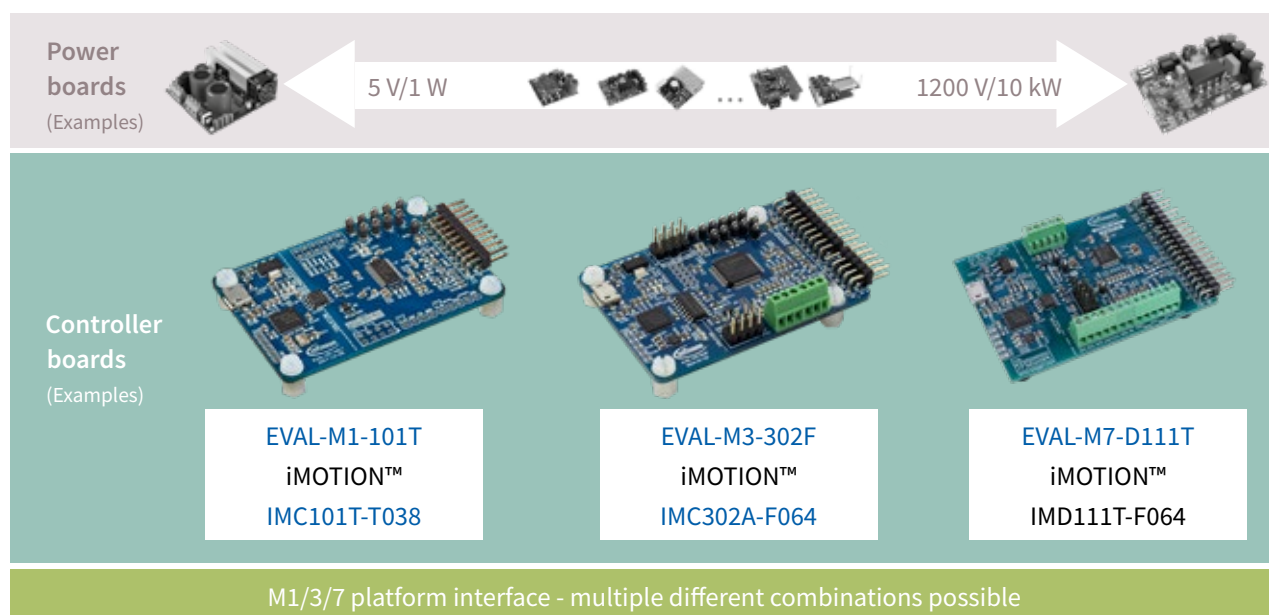 Power
boards
(Examples)
5 V/1 W
...
1200 V/10 kW
Controller
boards
(Examples)
EVAL-M1-101T
iMOTION™
IMC101T-T038
EVAL-M3-302F
iMOTION™
IMC302A-F064
EVAL-M7-D111T
iMOTION™
IMD111T-F064
M1/3/7 platform interface - multiple different combinations possible